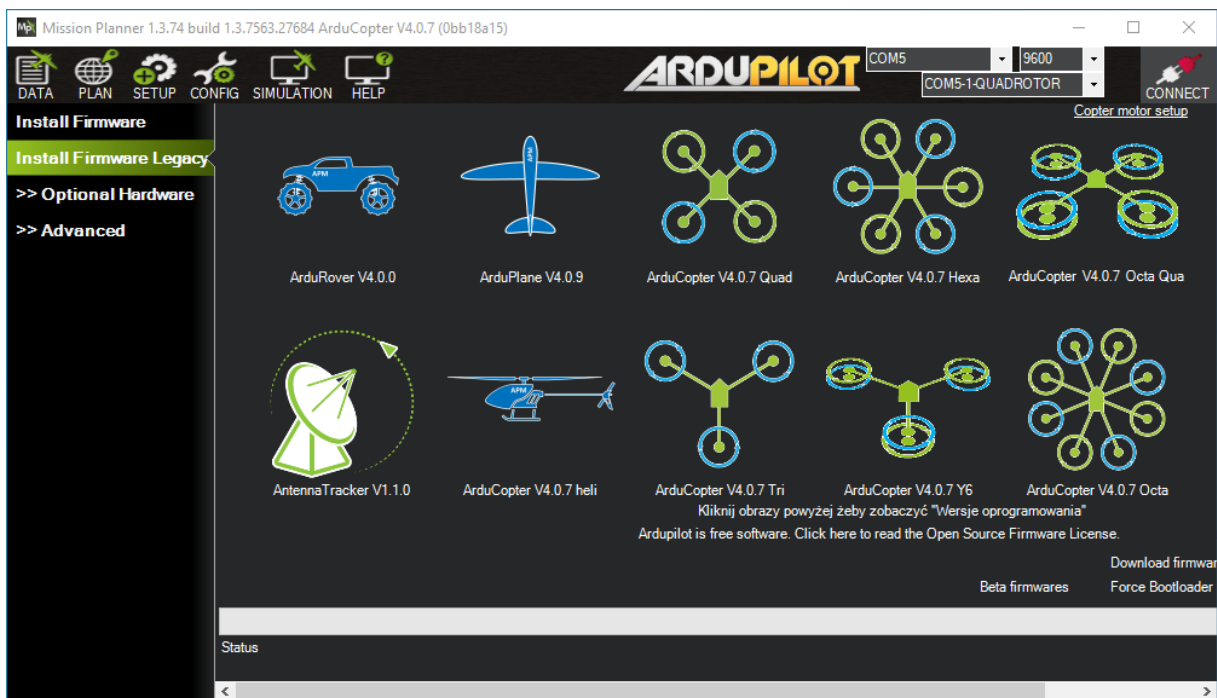 Mission Planner 1.3.74 build 1.3.7563.27684 ArduCopter V4.0.7 (0bb18a15)
DATA PLAN SETUP CONFIG SIMULATION HELP
ARDUPILOT
COM5 9600
COM5-1-QUADROTOR
CONNECT
Install Firmware
Install Firmware Legacy
>> Optional Hardware
>> Advanced
Copter motor setup
APM
APM
ArduRover V4.0.0
ArduPlane V4.0.9
ArduCopter V4.0.7 Quad
ArduCopter V4.0.7 Hexa
ArduCopter V4.0.7 Octa Qua
APM
AntennaTracker V1.1.0
ArduCopter V4.0.7 heli
ArduCopter V4.0.7 Tri
ArduCopter V4.0.7 Y6
ArduCopter V4.0.7 Octa
Kliknij obrazy powyżej żeby zobaczyć "Wersje oprogramowania"
Ardupilot is free software. Click here to read the Open Source Firmware License.
Download firmwar
Beta firmwares
Force Bootloader
Status